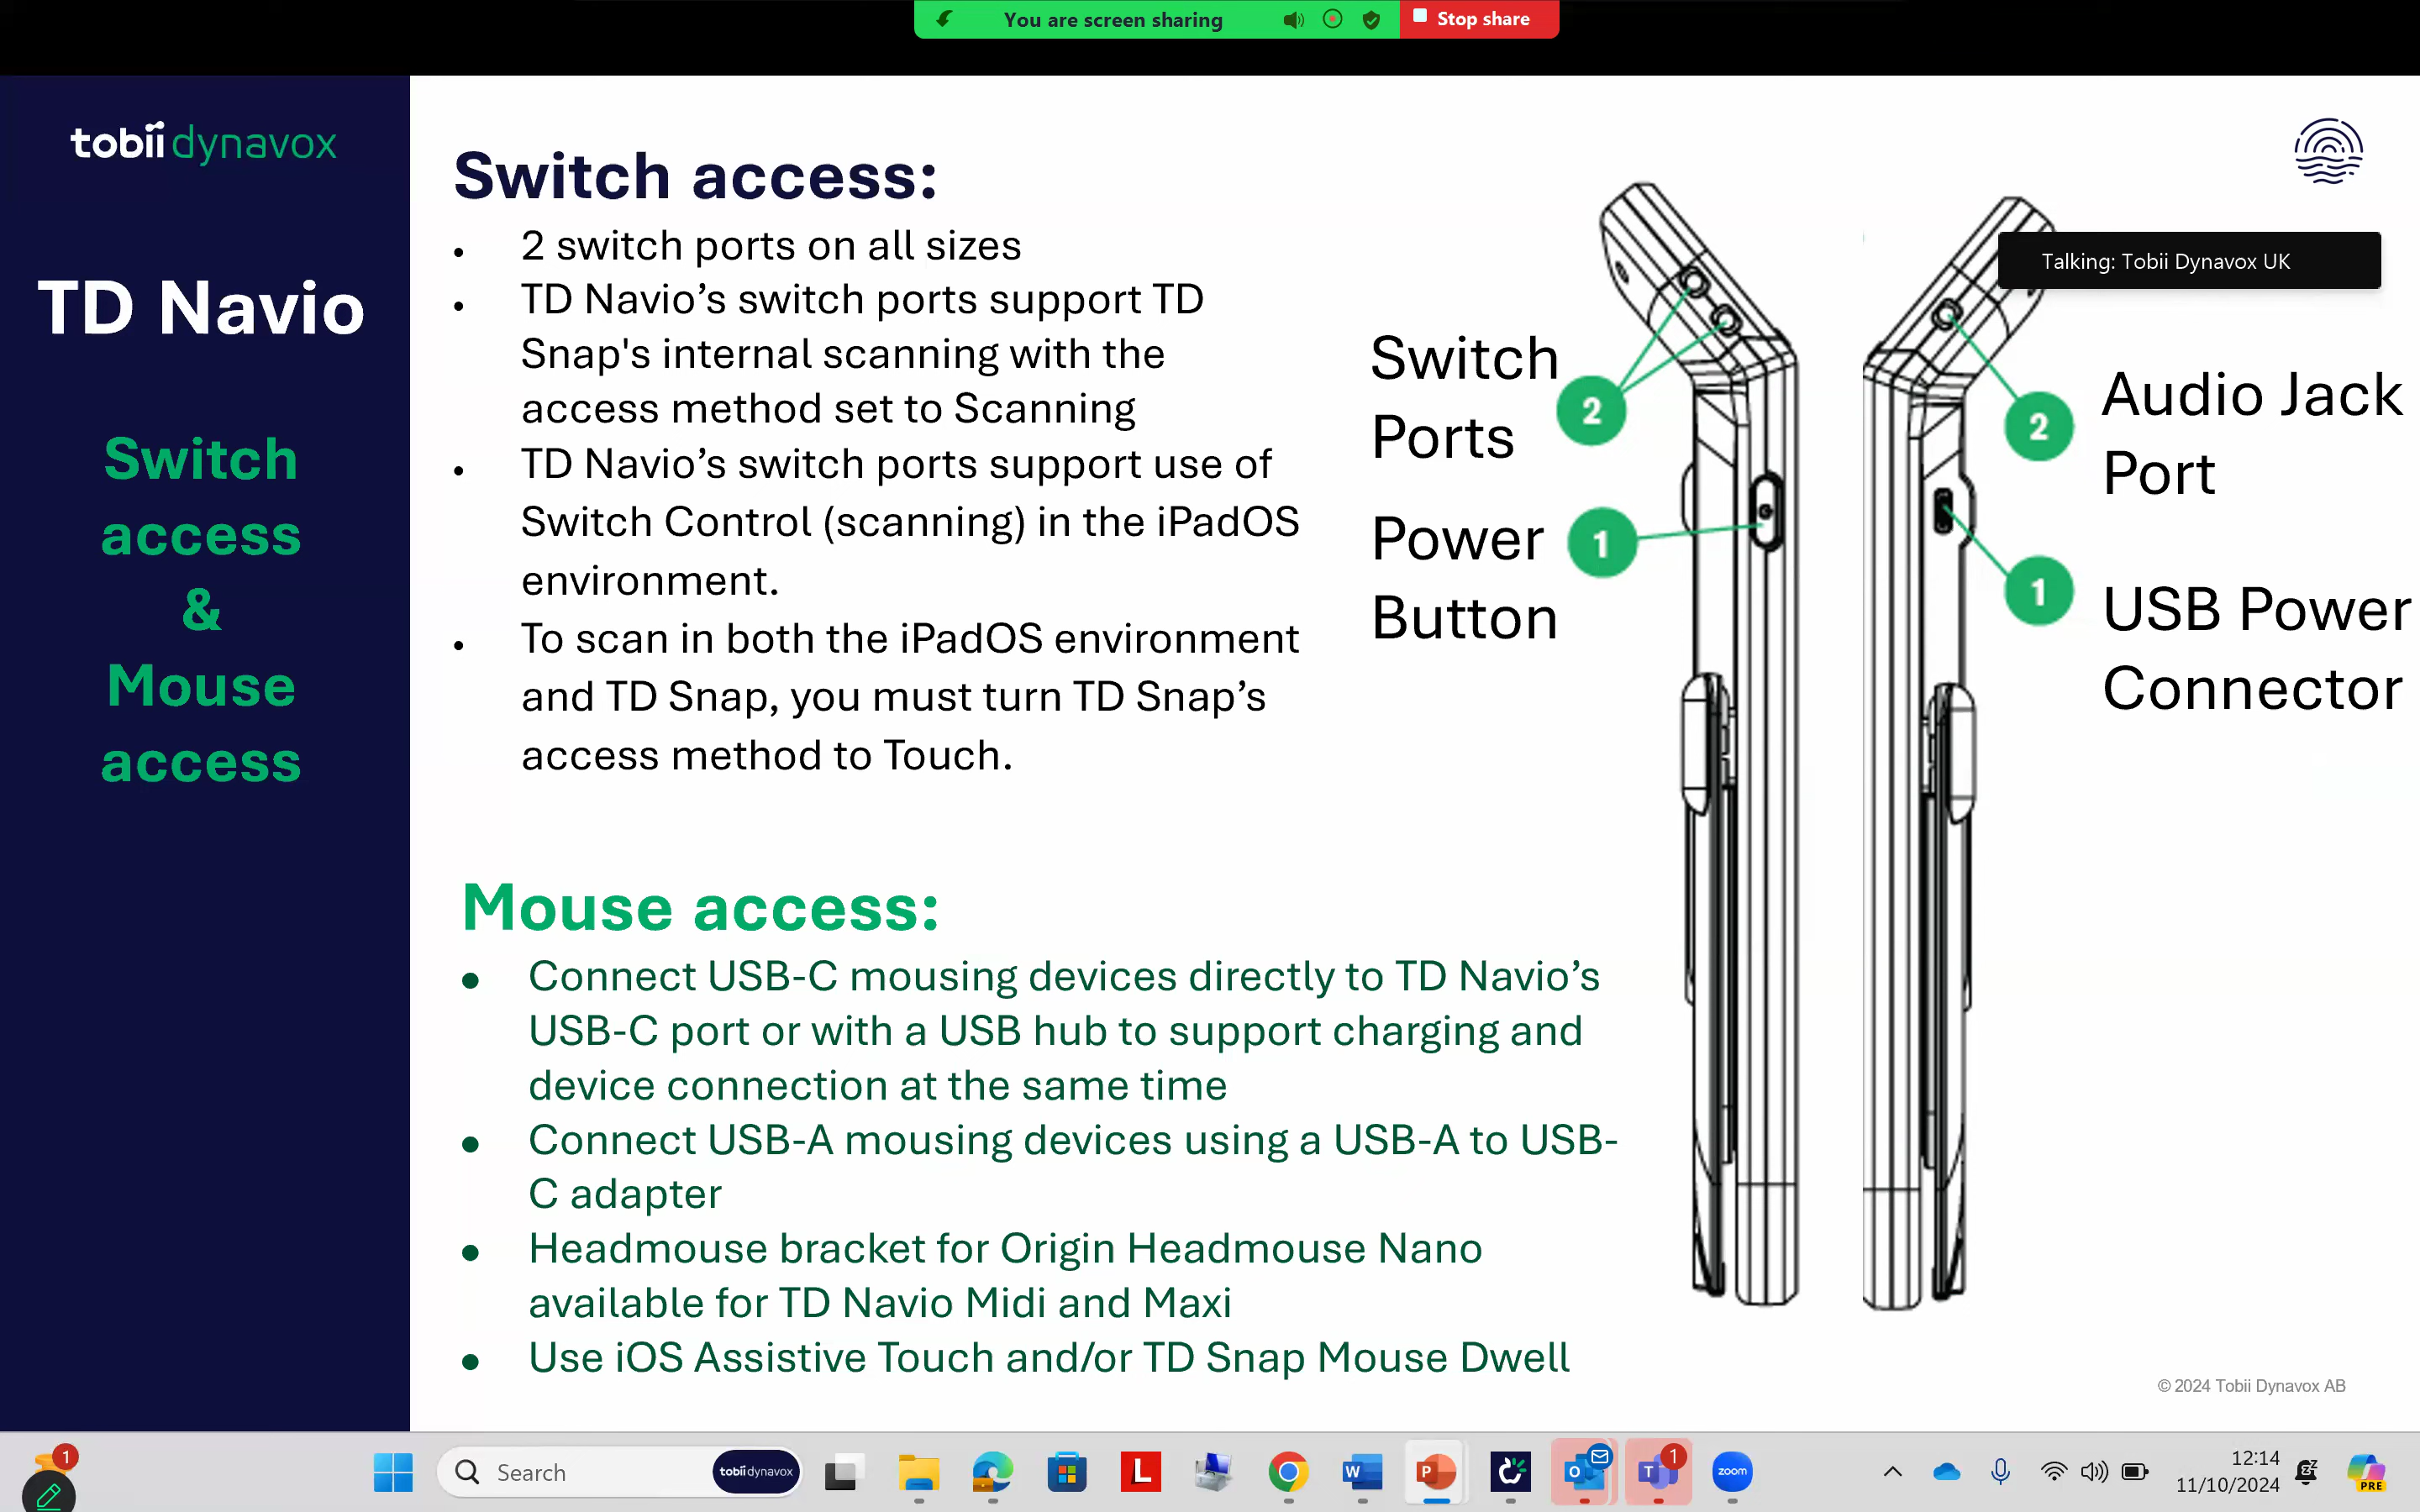 You are screen sharing
Stop share
tobii dynavox
TD Navio
Switch
access
&
Mouse
access
Switch access:
• 2 switch ports on all sizes
• TD Navio’s switch ports support TD
Snap's internal scanning with the
access method set to Scanning
• TD Navio’s switch ports support use of
Switch Control (scanning) in the iPadOS
environment.
• To scan in both the iPadOS environment
and TD Snap, you must turn TD Snap’s
access method to Touch.
Mouse access:
• Connect USB-C mousing devices directly to TD Navio’s
USB-C port or with a USB hub to support charging and
device connection at the same time
• Connect USB-A mousing devices using a USB-A to USB-
C adapter
• Headmouse bracket for Origin Headmouse Nano
available for TD Navio Midi and Maxi
• Use iOS Assistive Touch and/or TD Snap Mouse Dwell
Switch
Ports
2
Power
Button
1
Talking: Tobii Dynavox UK
2
Audio Jack
Port
1
USB Power
Connector
© 2024 Tobii Dynavox AB
1
Search
tobii dynavox
L
W
P
O
T
1
zoom
12:14
11/10/2024
PRE